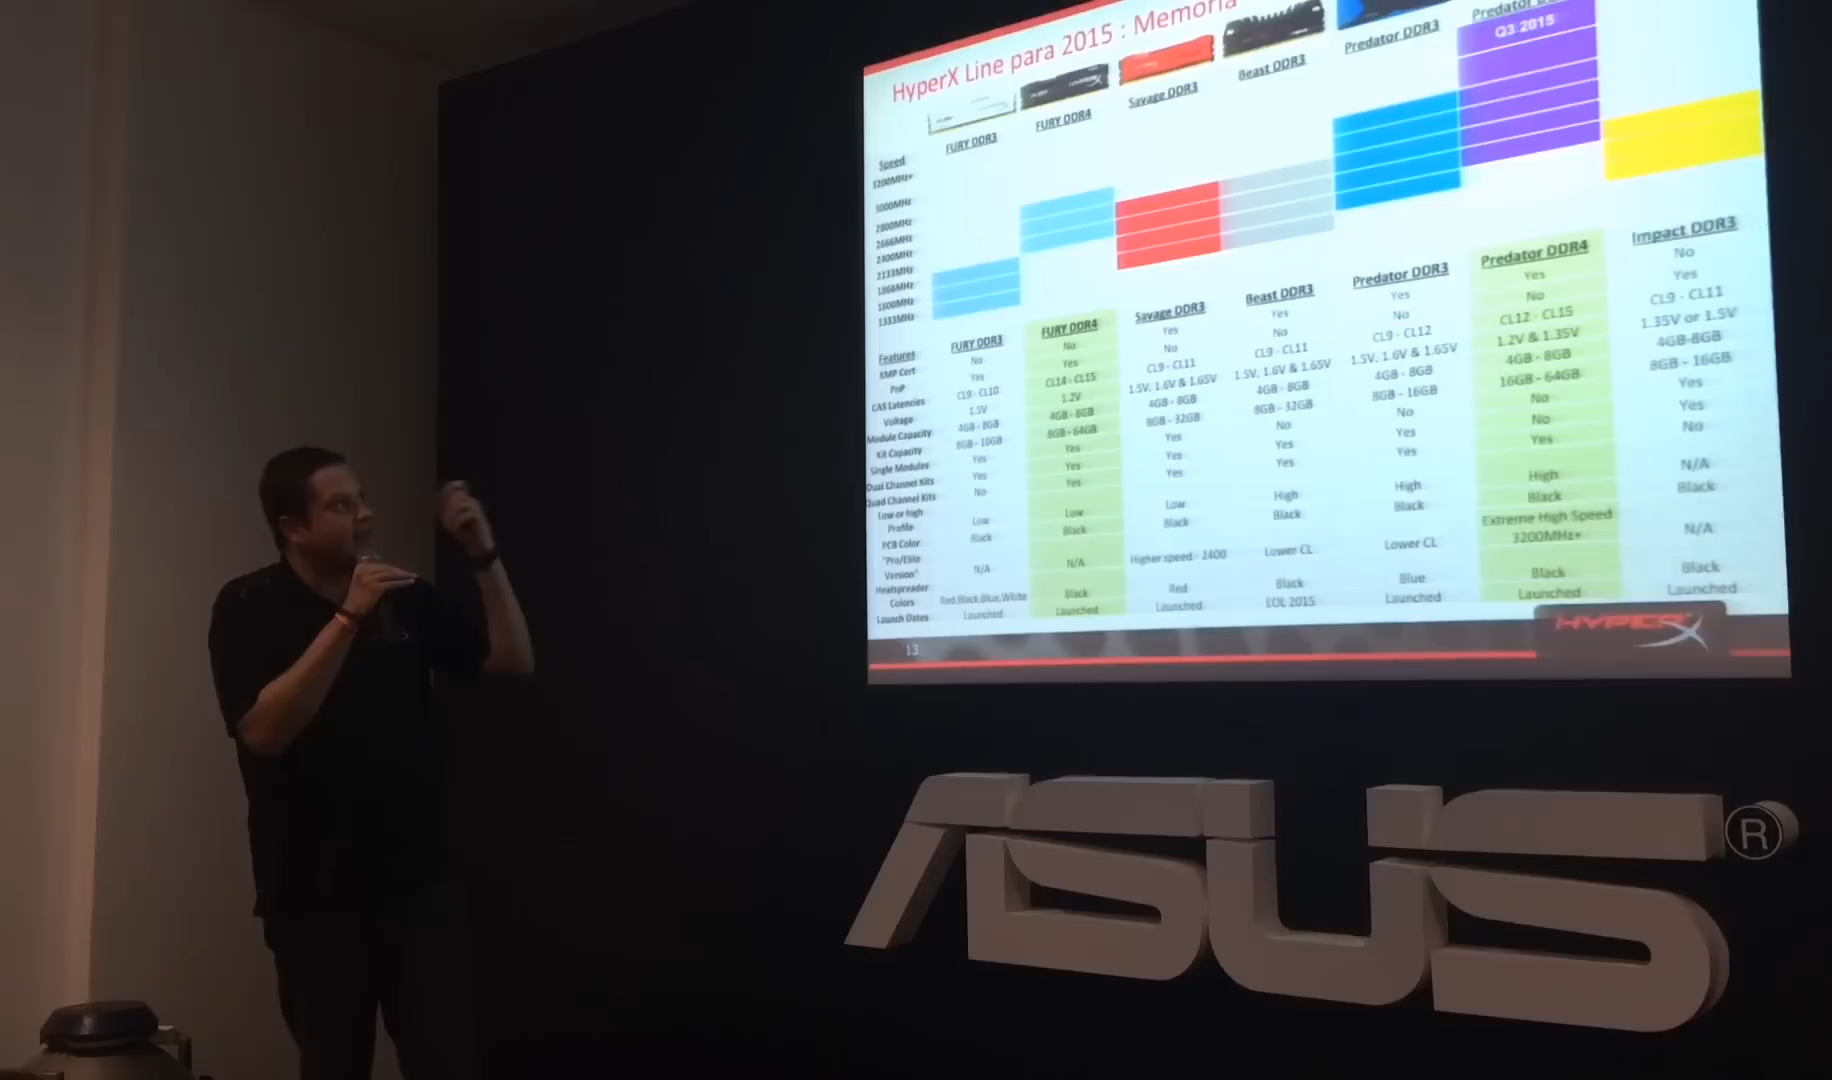 HyperX Line para 2015 : Memoria
FURY DDR3
FURY DDR4
Savage DDR3
Beast DDR3
Predator DDR3
Predator
Q3 2015
Speed
3200MHz+
3000MHz
2800MHz
2666MHz
2400MHz
2133MHz
1866MHz
1600MHz
1333MHz
Features FURY DDR3 FURY DDR4 Savage DDR3 Beast DDR3 Predator DDR3 Predator DDR4 Impact DDR3
XMP Cert No No Yes Yes Yes Yes No
PnP Yes Yes No No No No Yes
CAS Latencies CL9 - CL10 CL14 - CL15 CL9 - CL11 CL9 - CL11 CL9 - CL12 CL12 - CL15 CL9 - CL11
Voltage 1.5V 1.2V 1.5V, 1.6V & 1.65V 1.5V, 1.6V & 1.65V 1.5V, 1.6V & 1.65V 1.2V & 1.35V 1.35V or 1.5V
Module Capacity 4GB - 8GB 4GB - 8GB 4GB - 8GB 4GB - 8GB 4GB - 8GB 4GB - 8GB 4GB-8GB
Kit Capacity 8GB - 16GB 8GB - 64GB 8GB - 32GB 8GB - 32GB 8GB - 16GB 16GB - 64GB 8GB - 16GB
Single Modules Yes Yes Yes No No No Yes
Dual Channel Kits Yes Yes Yes Yes Yes No Yes
Quad Channel Kits No Yes Yes Yes Yes Yes No
Low or high
Profile Low Low Low High High High N/A
PCB Color Black Black Black Black Black Black Black
"Pro/Elite
Version" N/A N/A Higher speed - 2400 Lower CL Lower CL Extreme High Speed 3200MHz+ N/A
Heatspreader
Colors Red,Black,Blue,White Black Red Black Blue Black Black
Launch Dates Launched Launched Launched EOL 2015 Launched Launched Launched
13
HYPERX
ASUS
®